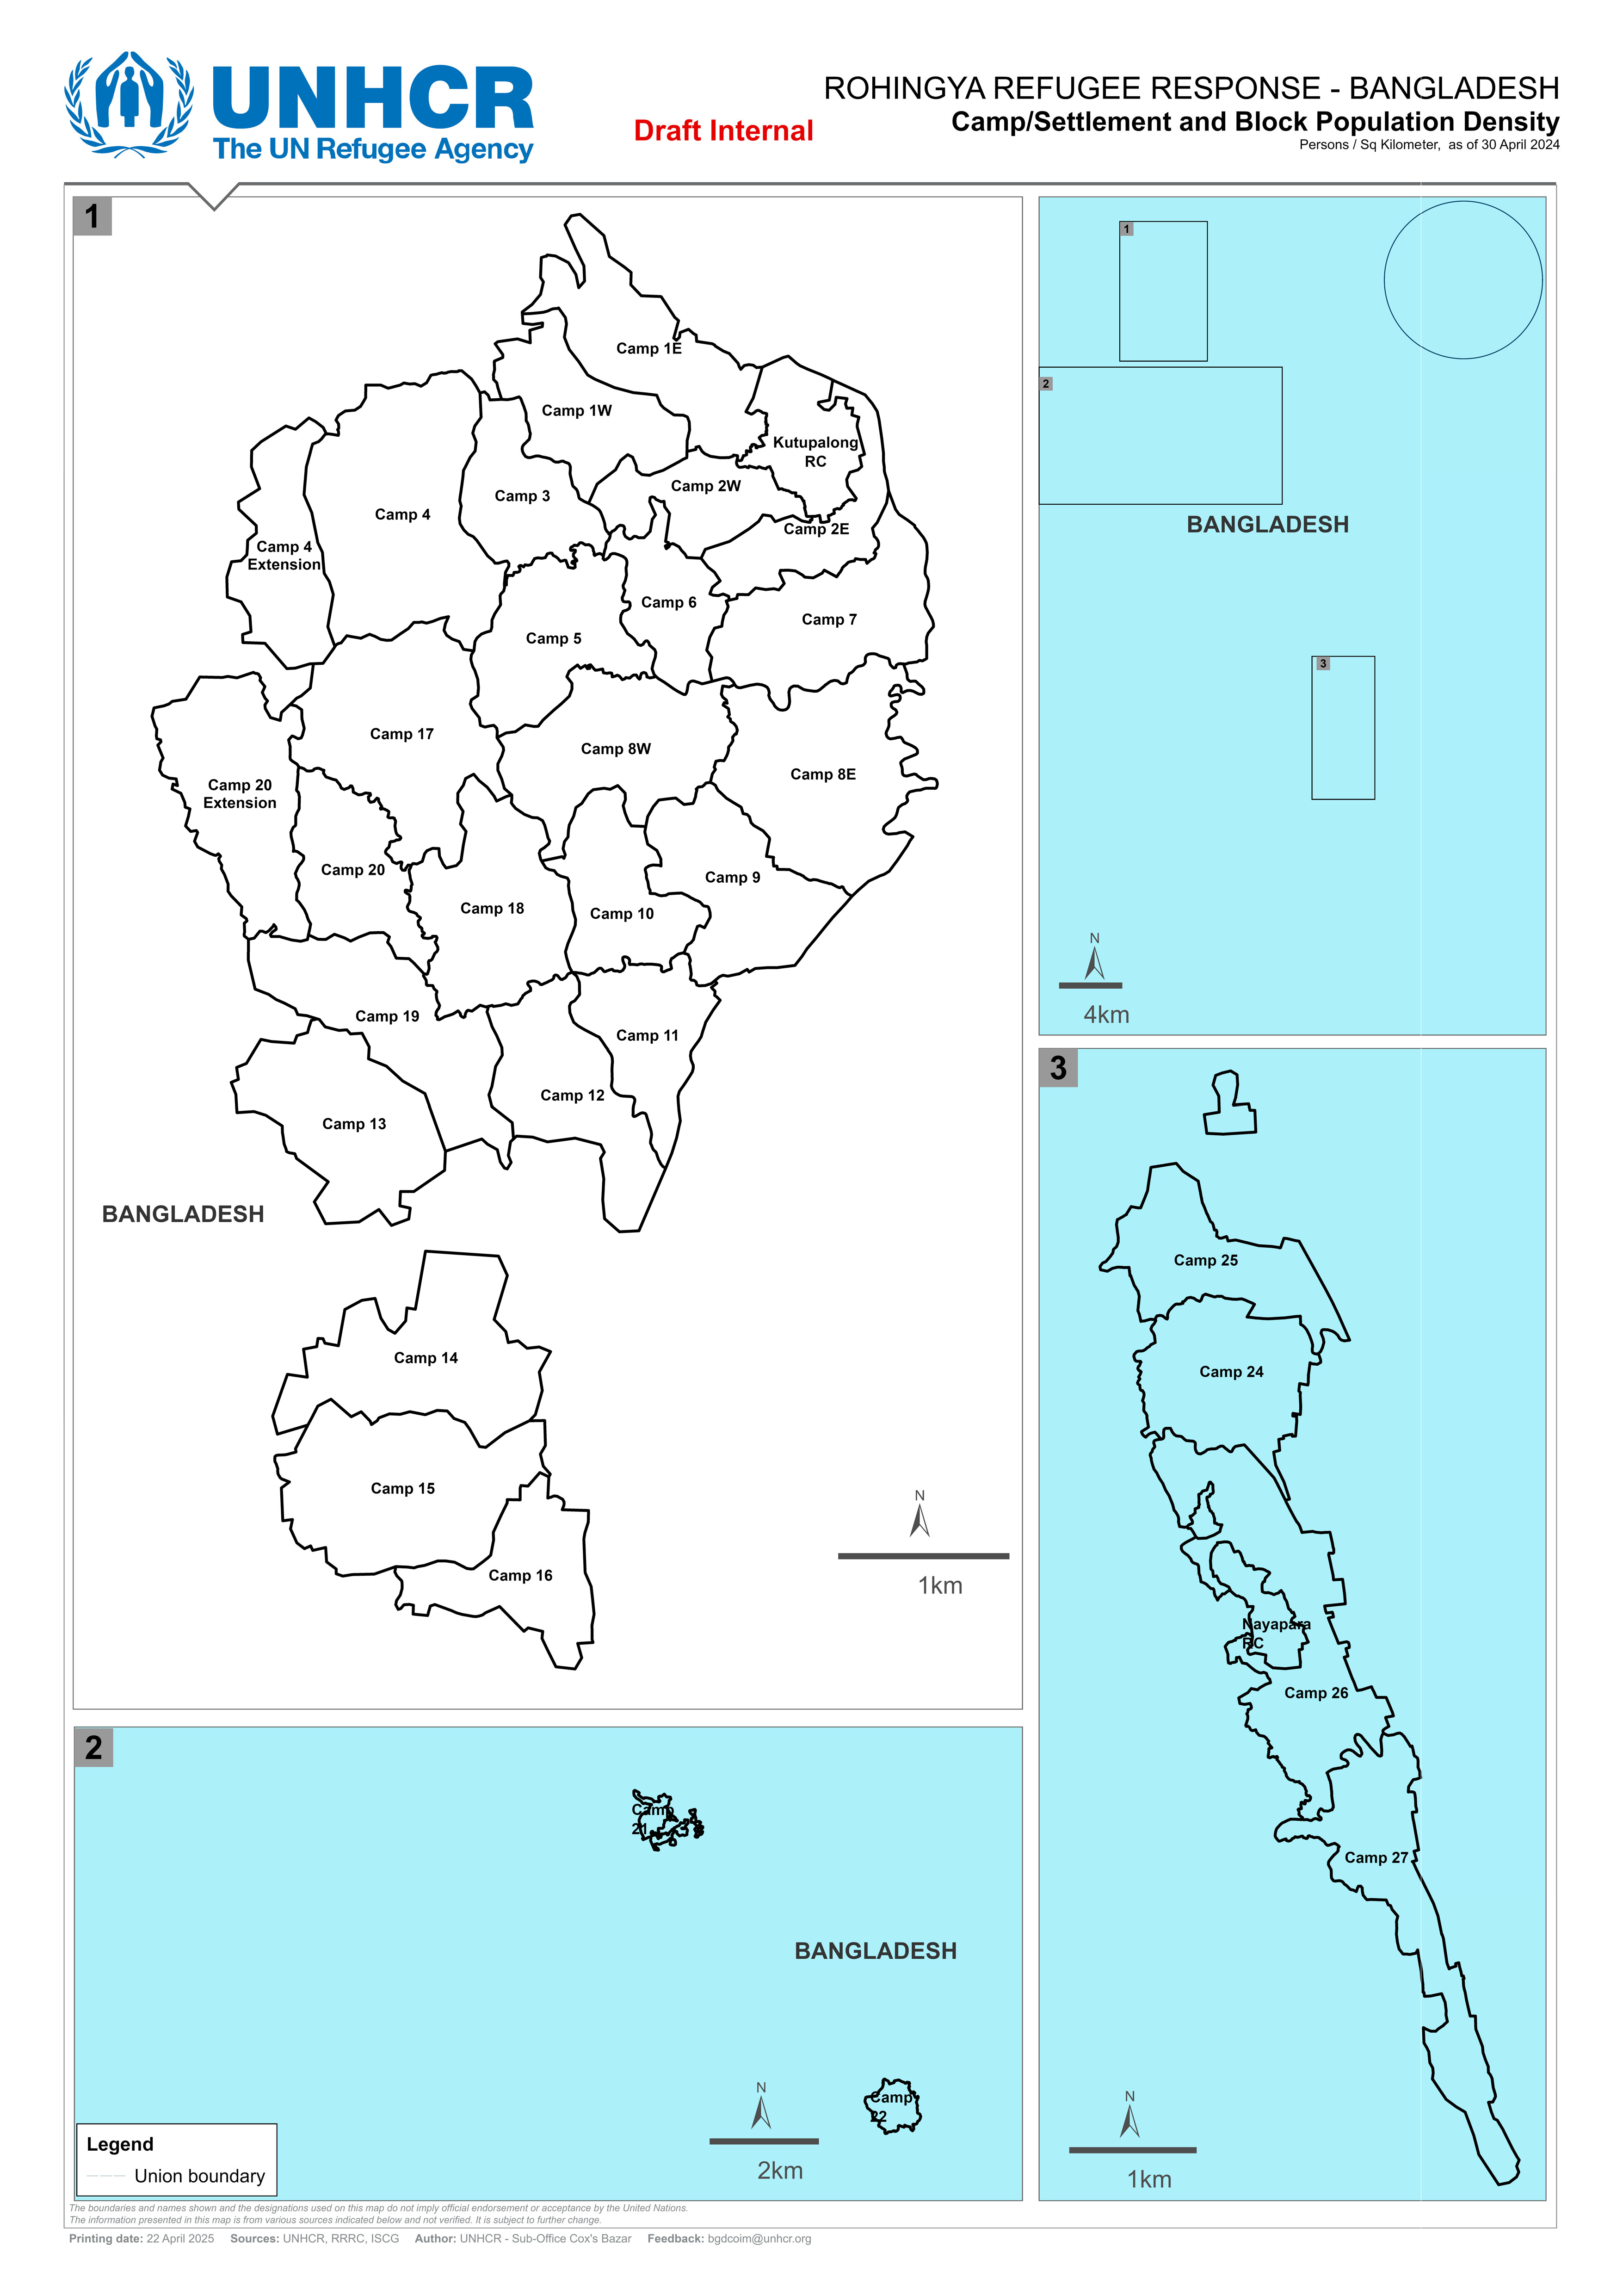 UNHCR
The UN Refugee Agency
Draft Internal
ROHINGYA REFUGEE RESPONSE - BANGLADESH
Camp/Settlement and Block Population Density
Persons / Sq Kilometer, as of 30 April 2024
1
Camp 1E
Camp 1W
Kutupalong
RC
Camp 2W
Camp 3
Camp 4
Camp 2E
Camp 4
Extension
Camp 6
Camp 7
Camp 5
Camp 17
Camp 8W
Camp 8E
Camp 20
Extension
Camp 20
Camp 9
Camp 18
Camp 10
Camp 19
Camp 11
Camp 12
Camp 13
BANGLADESH
Camp 14
Camp 15
Camp 16
N
1km
1
2
BANGLADESH
3
N
4km
3
Camp 25
Camp 24
Nayapara
RC
Camp 26
Camp 27
N
1km
2
Camp
21
BANGLADESH
Camp
22
N
2km
Legend
Union boundary
The boundaries and names shown and the designations used on this map do not imply official endorsement or acceptance by the United Nations.
The information presented in this map is from various sources indicated below and not verified. It is subject to further change.
Printing date: 22 April 2025 Sources: UNHCR, RRRC, ISCG Author: UNHCR - Sub-Office Cox's Bazar Feedback: bgdcoim@unhcr.org